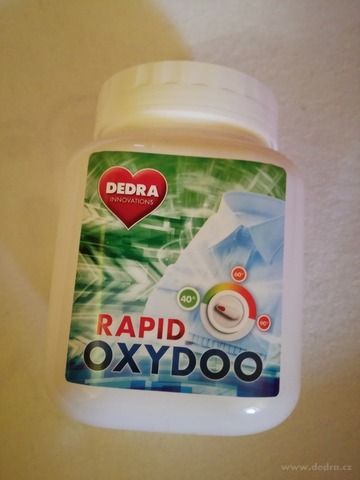 DEDRA
INNOVATIONS
60°
40°
90°
RAPID
OXYDOO
www.dedra.cz